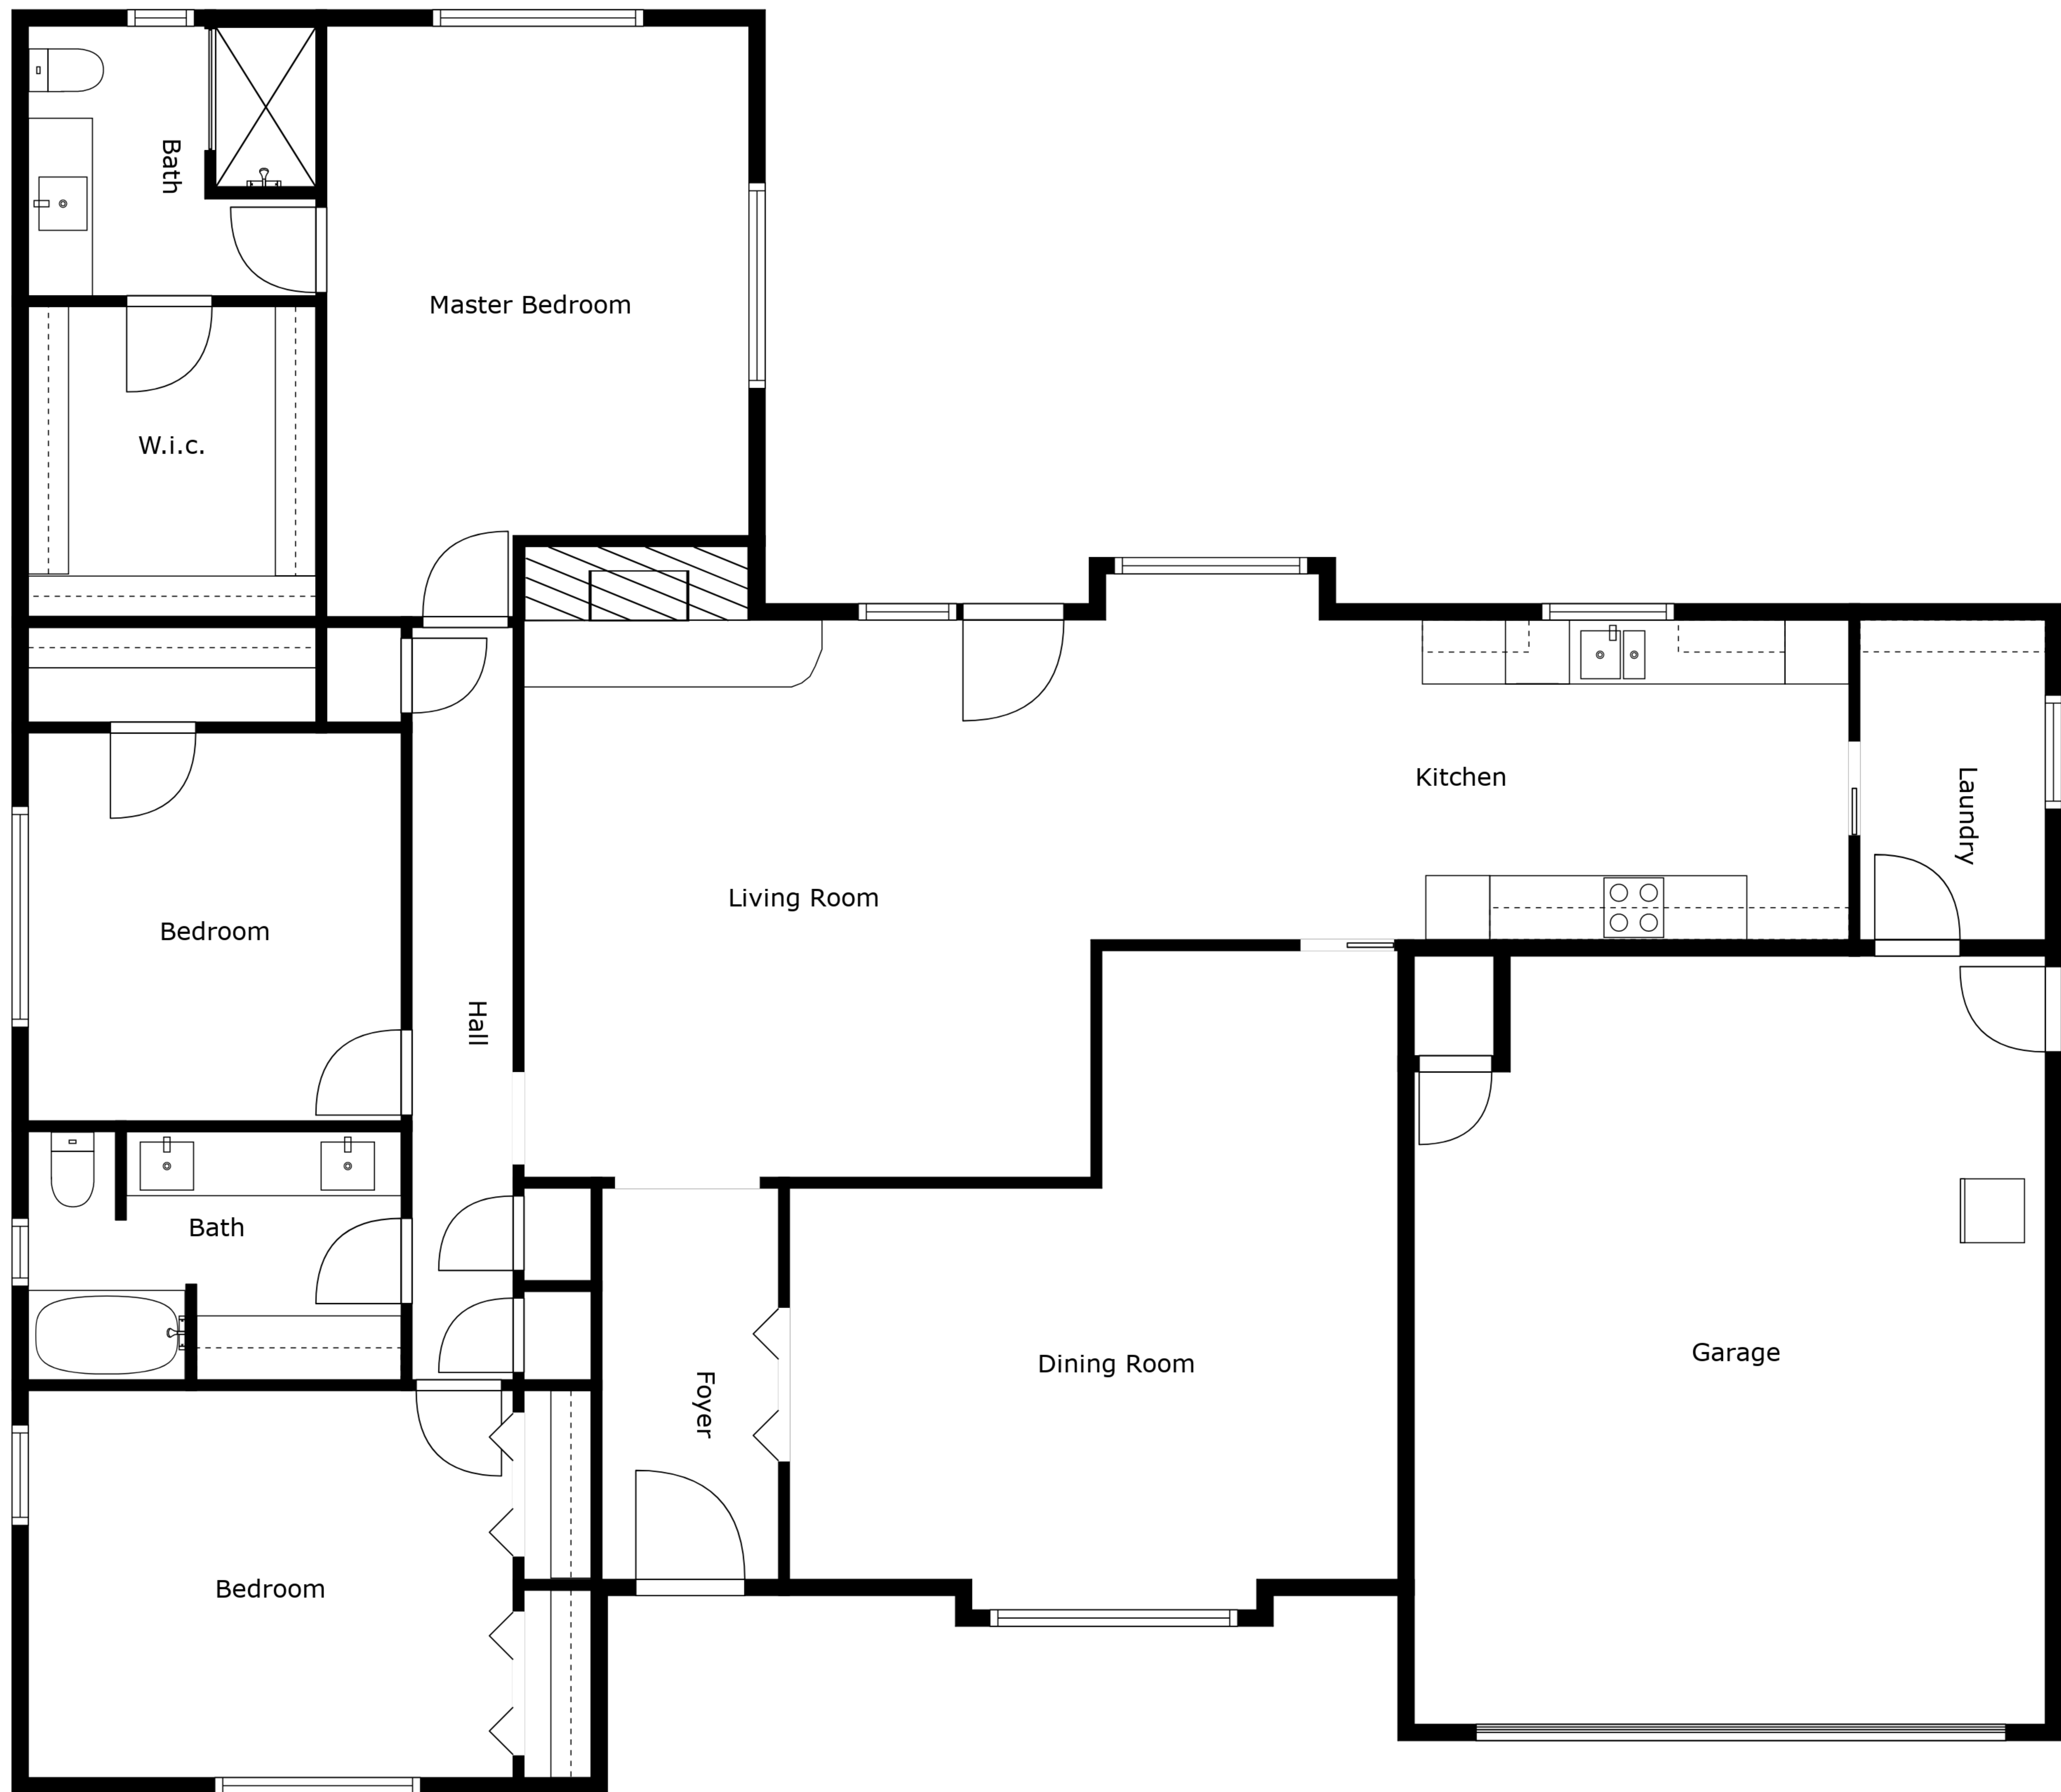 Bath
Master Bedroom
W.i.c.
Kitchen
Laundry
Living Room
Bedroom
Hall
Bath
Foyer
Dining Room
Garage
Bedroom